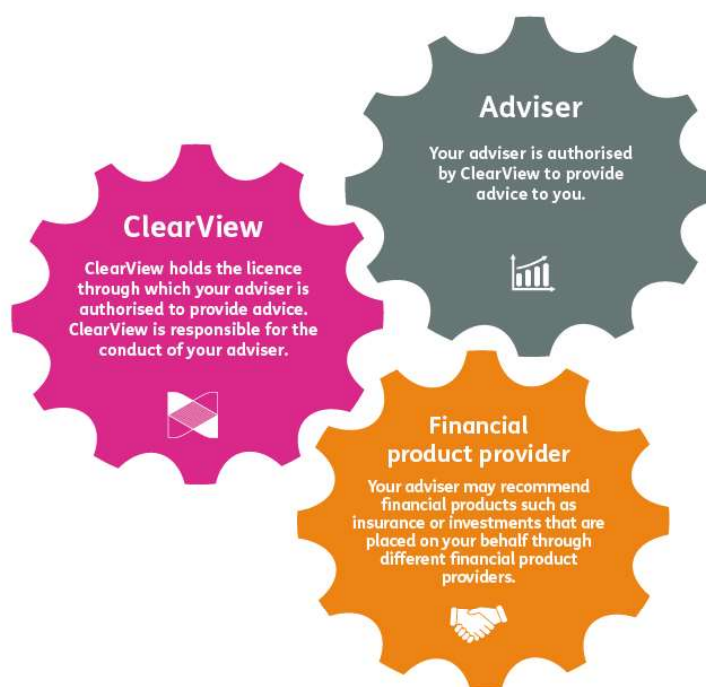 Adviser
Your adviser is authorised
by ClearView to provide
advice to you.
ClearView
ClearView holds the licence
through which your adviser is
authorised to provide advice.
ClearView is responsible for the
conduct of your adviser.
Financial
product provider
Your adviser may recommend
financial products such as
insurance or investments that are
placed on your behalf through
different financial product
providers.